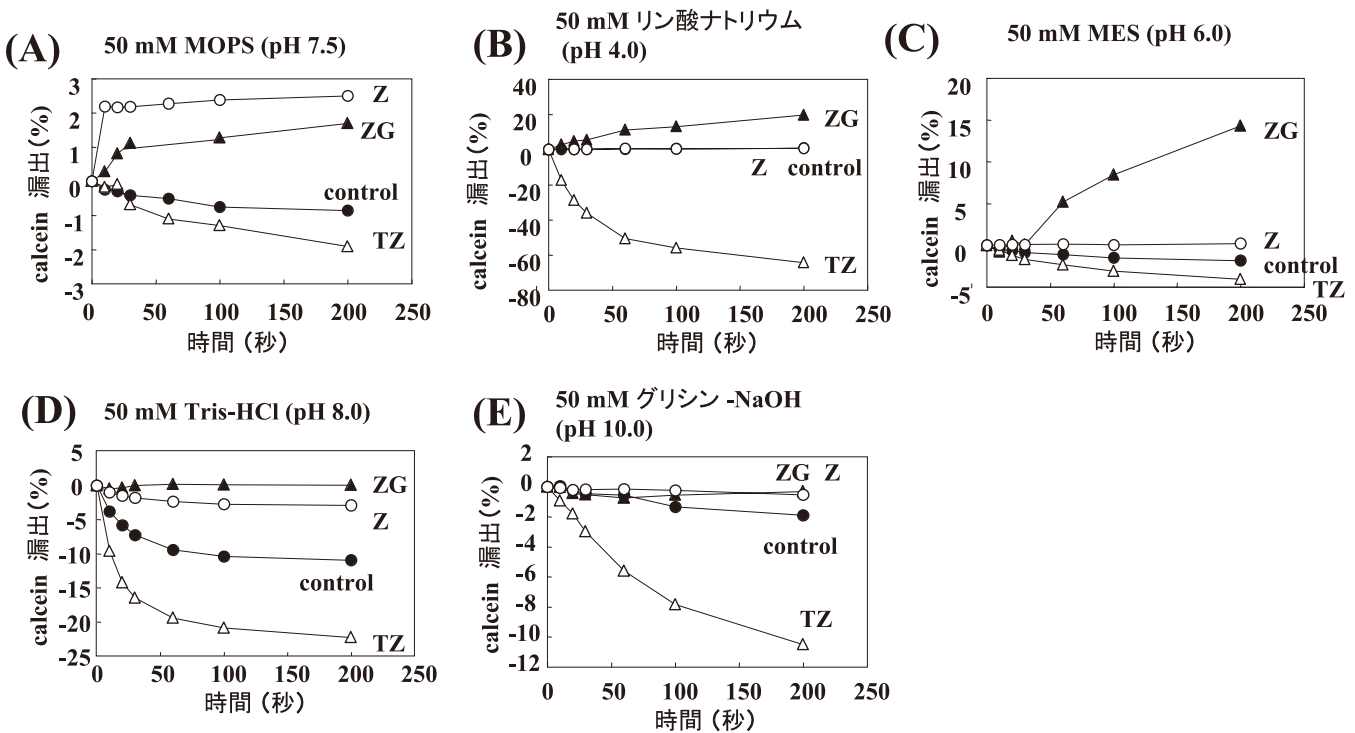 (A)
50 mM MOPS (pH 7.5)
calcein 漏出 (%)
3
2
1
0
-1
-2
-3
Z
ZG
control
TZ
0 50 100 150 200 250
時間 (秒)
(B)
50 mM リン酸ナトリウム
(pH 4.0)
calcein 漏出 (%)
40
20
0
-20
-40
-60
-80
ZG
Z control
TZ
0 50 100 150 200 250
時間 (秒)
(C)
50 mM MES (pH 6.0)
calcein 漏出 (%)
20
15
10
5
0
-5
ZG
Z
control
TZ
0 50 100 150 200 250
時間 (秒)
(D)
50 mM Tris-HCl (pH 8.0)
calcein 漏出 (%)
5
0
-5
-10
-15
-20
-25
ZG
Z
control
TZ
0 50 100 150 200 250
時間 (秒)
(E)
50 mM グリシン -NaOH
(pH 10.0)
calcein 漏出 (%)
2
0
-2
-4
-6
-8
-10
-12
ZG Z
control
TZ
0 50 100 150 200 250
時間 (秒)